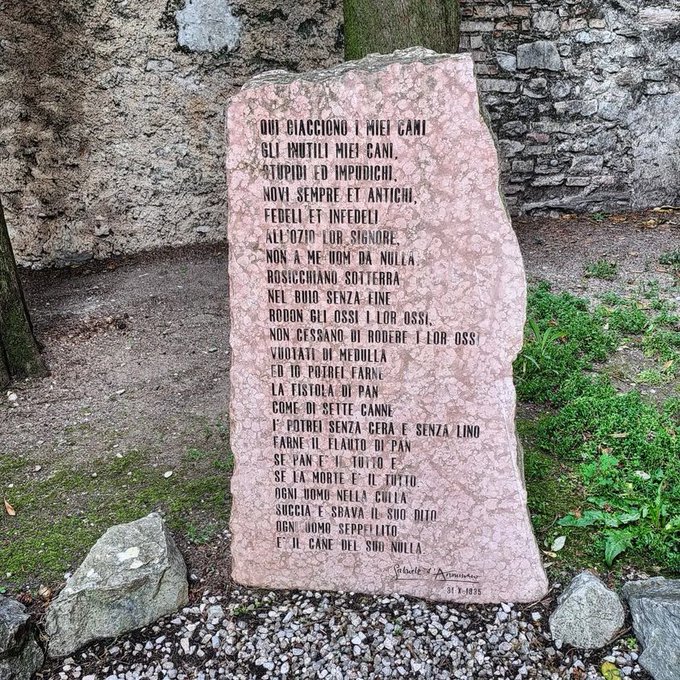 QUI GIACCIONO I MIEI CANI
GLI INUTILI MIEI CANI,
STUPIDI ED IMPUDICHI,
NOVI SEMPRE ET ANTICHI,
FEDELI ET INFEDELI
ALL'OZIO LOR SIGNORE,
NON A ME UOM DA NULLA.
ROSICCHIANO SOTTERRA
NEL BUIO SENZA FINE
RODON GLI OSSI I LOR OSSI,
NON CESSANO DI RODERE I LOR OSSI
VUOTATI DI MEDULLA
ED IO POTREI FARNE
LA FISTOLA DI PAN
COME DI SETTE CANNE
I' POTREI SENZA CERA E SENZA LINO
FARNE IL FLAUTO DI PAN
SE PAN E' IL TUTTO E
SE LA MORTE E' IL TUTTO
OGNI UOMO NELLA CULLA
SUCCIA E SBAVA IL SUO DITO
OGNI UOMO SEPPELLITO
E' IL CANE DEL SUO NULLA.
Gabriele d'Annunzio
31 X 1935